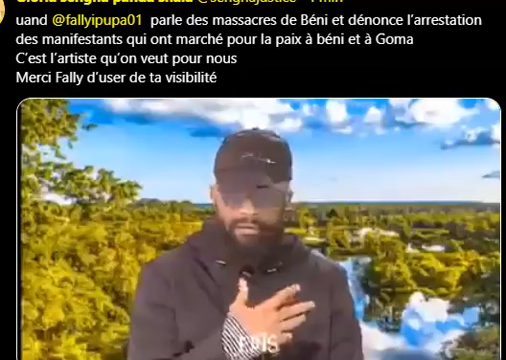 uand @fallyipupa01 parle des massacres de Béni et dénonce l'arrestation
des manifestants qui ont marché pour la paix à béni et à Goma
C'est l'artiste qu'on veut pour nous
Merci Fally d'user de ta visibilité